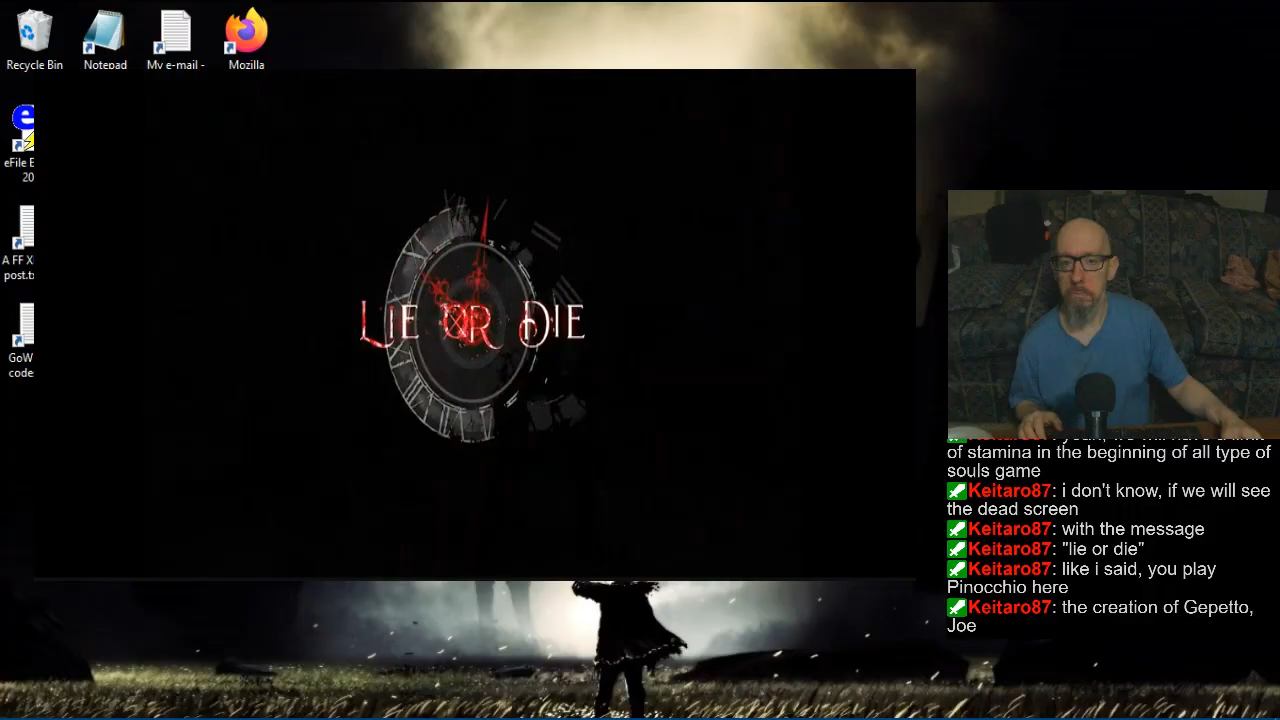 Recycle Bin
Notepad
My e-mail -
Mozilla
eFile E
20
A FF X
post.tx
GoW
code
LIE OR DIE
of stamina in the beginning of all type of
souls game
Keitaro87: i don't know, if we will see
the dead screen
Keitaro87: with the message
Keitaro87: "lie or die"
Keitaro87: like i said, you play
Pinocchio here
Keitaro87: the creation of Gepetto,
Joe